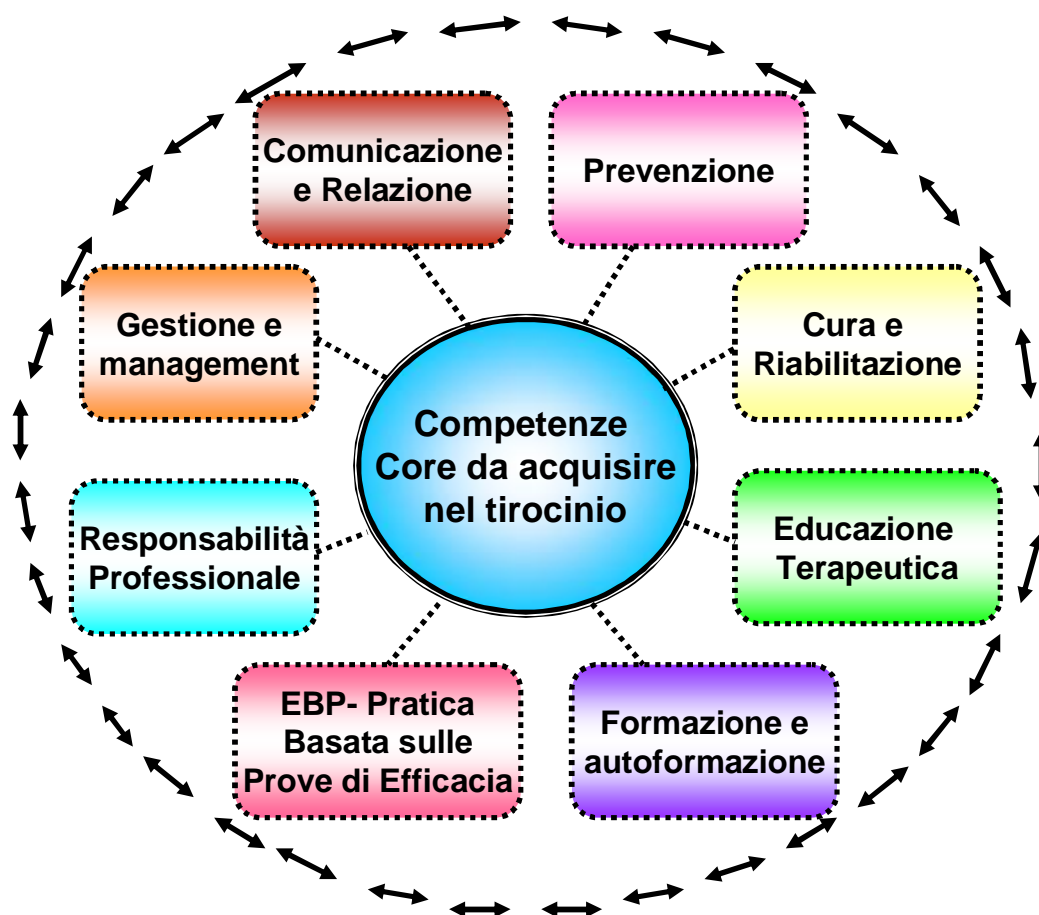 Comunicazione
e Relazione
Prevenzione
Gestione e
management
Cura e
Riabilitazione
Competenze
Core da acquisire
nel tirocinio
Responsabilità
Professionale
Educazione
Terapeutica
EBP- Pratica
Basata sulle
Prove di Efficacia
Formazione e
autoformazione